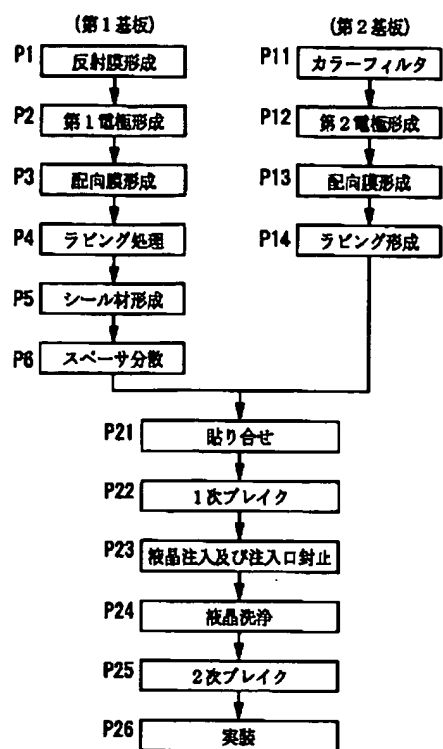 (第1基板)
P1 反射膜形成
P2 第1電極形成
P3 配向膜形成
P4 ラビング処理
P5 シール材形成
P6 スペーサ分散
(第2基板)
P11 カラーフィルタ
P12 第2電極形成
P13 配向膜形成
P14 ラビング形成
P21 貼り合せ
P22 1次ブレイク
P23 液晶注入及び注入口封止
P24 液晶洗浄
P25 2次ブレイク
P26 実装